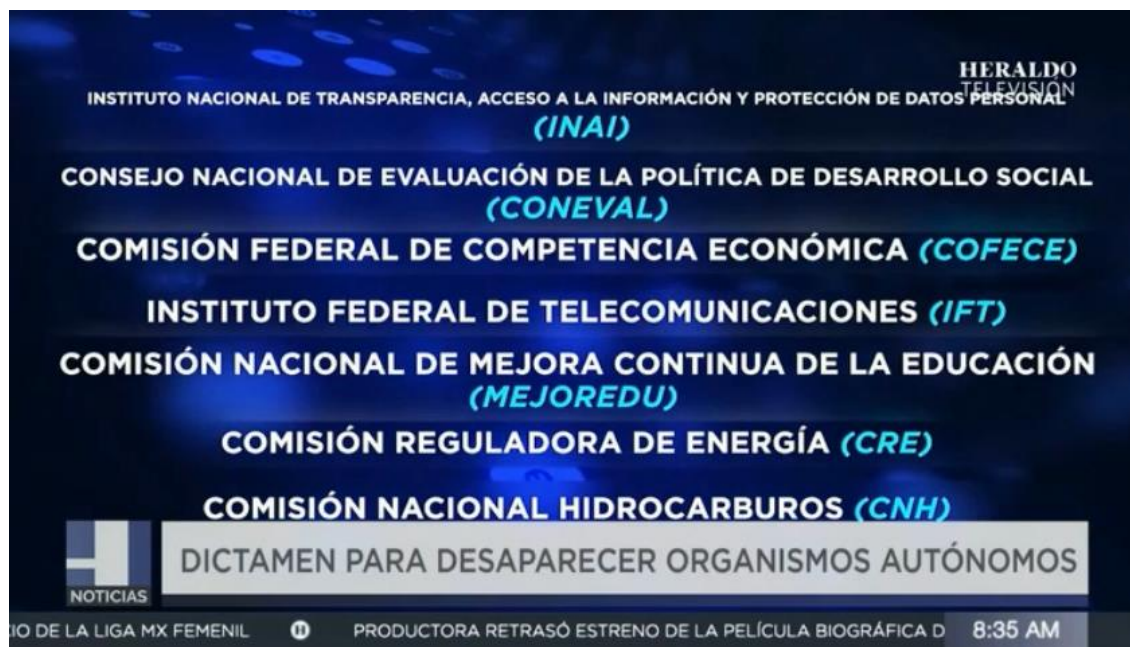 HERALDO
TELEVISIÓN
INSTITUTO NACIONAL DE TRANSPARENCIA, ACCESO A LA INFORMACIÓN Y PROTECCIÓN DE DATOS PERSONAL
(INAI)
CONSEJO NACIONAL DE EVALUACIÓN DE LA POLÍTICA DE DESARROLLO SOCIAL
(CONEVAL)
COMISIÓN FEDERAL DE COMPETENCIA ECONÓMICA (COFECE)
INSTITUTO FEDERAL DE TELECOMUNICACIONES (IFT)
COMISIÓN NACIONAL DE MEJORA CONTINUA DE LA EDUCACIÓN
(MEJOREDU)
COMISIÓN REGULADORA DE ENERGÍA (CRE)
COMISIÓN NACIONAL HIDROCARBUROS (CNH)
DICTAMEN PARA DESAPARECER ORGANISMOS AUTÓNOMOS
NOTICIAS
IO DE LA LIGA MX FEMENIL H PRODUCTORA RETRASÓ ESTRENO DE LA PELÍCULA BIOGRÁFICA D 8:35 AM